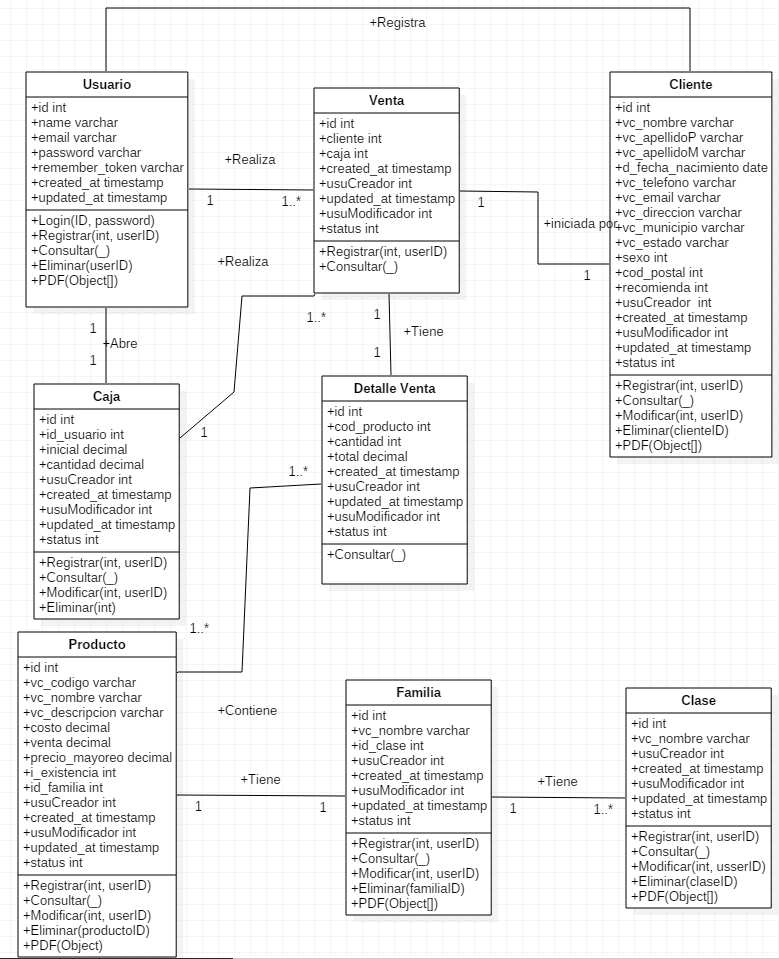 +Registra
Usuario
+id int
+name varchar
+email varchar
+password varchar
+remember_token varchar
+created_at timestamp
+updated_at timestamp
+Login(ID, password)
+Registrar(int, userID)
+Consultar(_)
+Eliminar(userID)
+PDF(Object[])
+Realiza
1
1..*
Venta
+id int
+cliente int
+caja int
+created_at timestamp
+usuCreador int
+updated_at timestamp
+usuModificador int
+status int
+Registrar(int, userID)
+Consultar(_)
1
+iniciada por
1
Cliente
+id int
+vc_nombre varchar
+vc_apellidoP varchar
+vc_apellidoM varchar
+d_fecha_nacimiento date
+vc_telefono varchar
+vc_email varchar
+vc_direccion varchar
+vc_municipio varchar
+vc_estado varchar
+sexo int
+cod_postal int
+recomienda int
+usuCreador int
+created_at timestamp
+usuModificador int
+updated_at timestamp
+status int
+Registrar(int, userID)
+Consultar(_)
+Modificar(int, userID)
+Eliminar(clienteID)
+PDF(Object[])
+Realiza
1..*
1
1
+Abre
1
1
+Tiene
1
Caja
+id int
+id_usuario int
+inicial decimal
+cantidad decimal
+usuCreador int
+created_at timestamp
+usuModificador int
+updated_at timestamp
+status int
+Registrar(int, userID)
+Consultar(_)
+Modificar(int, userID)
+Eliminar(int)
Detalle Venta
+id int
+cod_producto int
+cantidad int
+total decimal
+created_at timestamp
+usuCreador int
+updated_at timestamp
+usuModificador int
+status int
+Consultar(_)
1..*
1..*
+Contiene
Producto
+id int
+vc_codigo varchar
+vc_nombre varchar
+vc_descripcion varchar
+costo decimal
+venta decimal
+precio_mayoreo decimal
+i_existencia int
+id_familia int
+usuCreador int
+created_at timestamp
+usuModificador int
+updated_at timestamp
+status int
+Registrar(int, userID)
+Consultar(_)
+Modificar(int, userID)
+Eliminar(productoID)
+PDF(Object)
+Tiene
1
1
Familia
+id int
+vc_nombre varchar
+id_clase int
+usuCreador int
+created_at timestamp
+usuModificador int
+updated_at timestamp
+status int
+Registrar(int, userID)
+Consultar(_)
+Modificar(int, userID)
+Eliminar(familiaID)
+PDF(Object[])
+Tiene
1
1..*
Clase
+id int
+vc_nombre varchar
+usuCreador int
+created_at timestamp
+usuModificador int
+updated_at timestamp
+status int
+Registrar(int, userID)
+Consultar(_)
+Modificar(int, usserID)
+Eliminar(claseID)
+PDF(Object[])